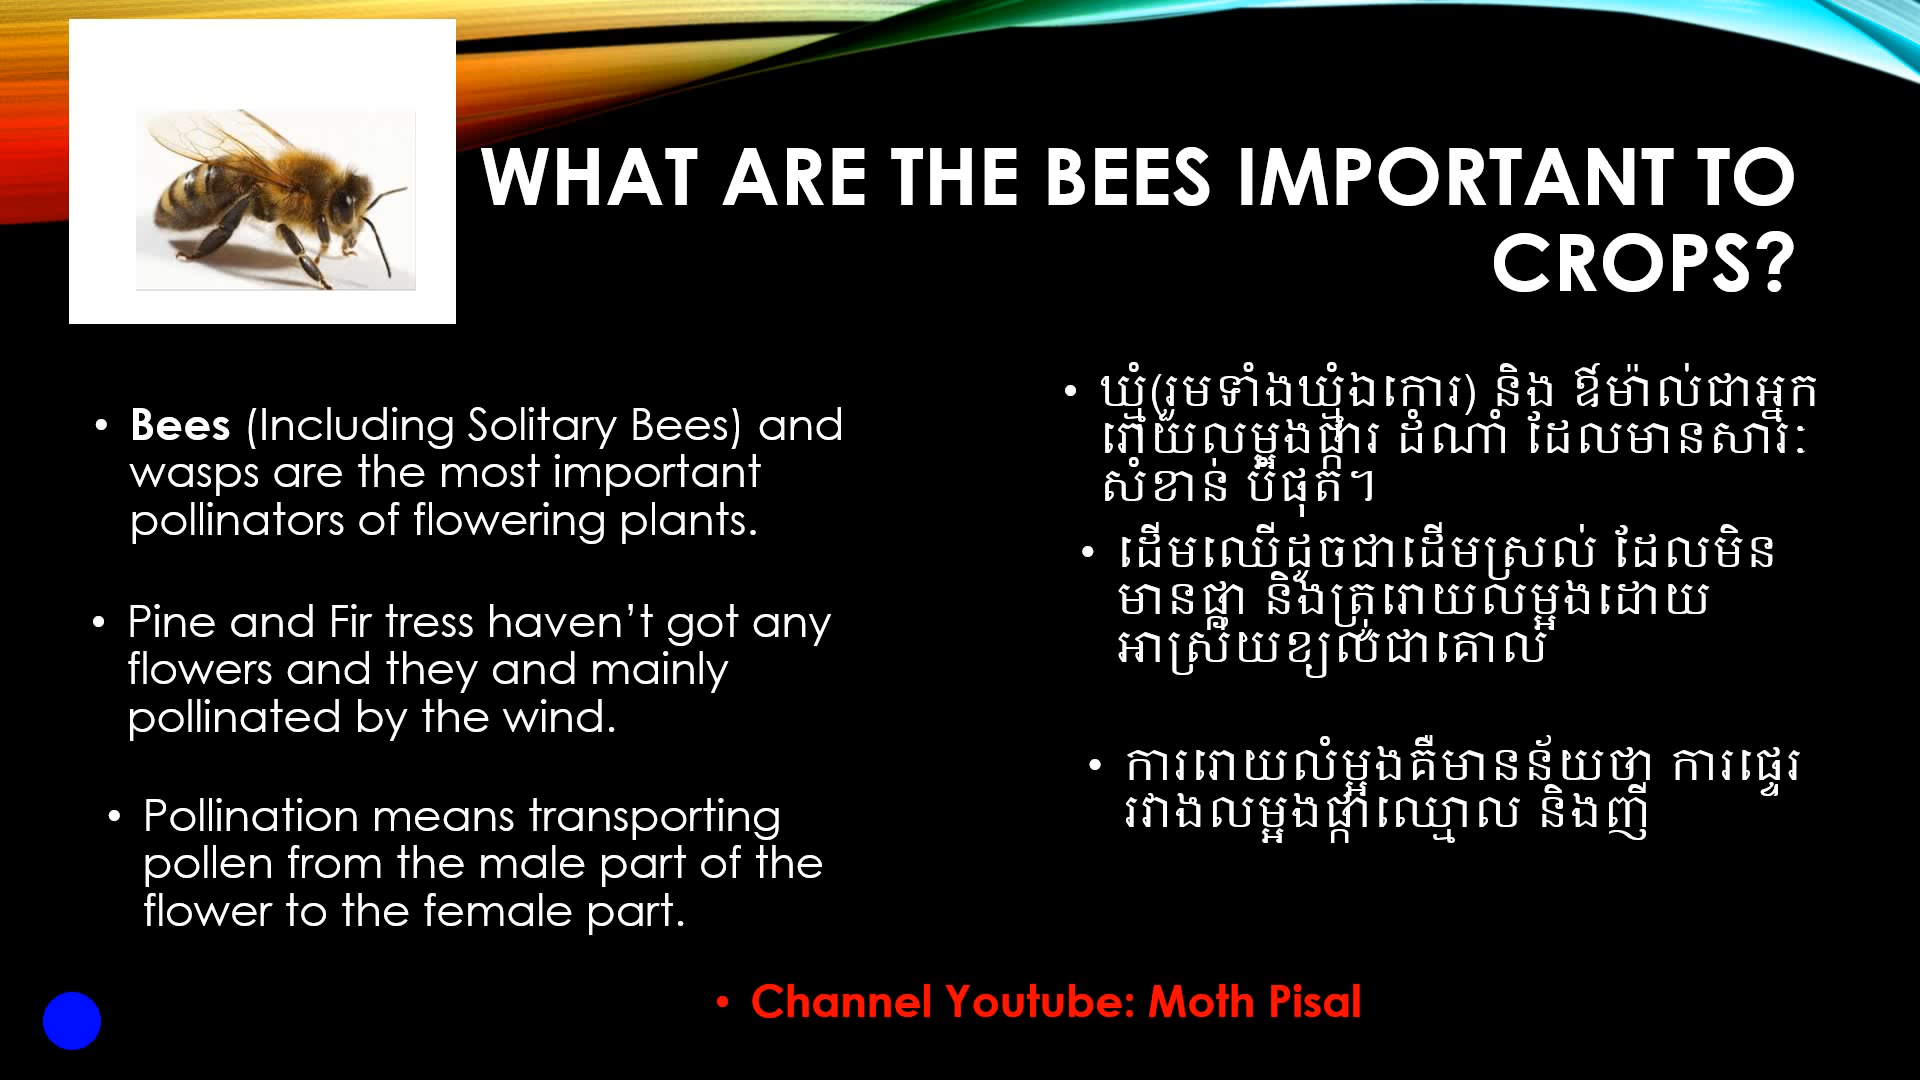 WHAT ARE THE BEES IMPORTANT TO
CROPS?
• Bees (Including Solitary Bees) and
wasps are the most important
pollinators of flowering plants.
• Pine and Fir tress haven’t got any
flowers and they and mainly
pollinated by the wind.
• Pollination means transporting
pollen from the male part of the
flower to the female part.
• ឃ្មុំ(រួមទាំងឃ្មុំឯកោរ) និង ឱម៉ាល់ជាអ្នក
រោយលម្អងផ្ការ ដំណាំ ដែលមានសារៈ
សំខាន់ បំផុត។
• ដើមឈើដូចជាដើមស្រល់ ដែលមិន
មានផ្កា និងត្រូរោយលម្អងដោយ
អាស្រ័យខ្យល់ជាគោល
• ការរោយលំម្អងគឺមានន័យថា ការផ្ទេរ
រវាងលម្អងផ្កាឈ្មោល និងញី
• Channel Youtube: Moth Pisal